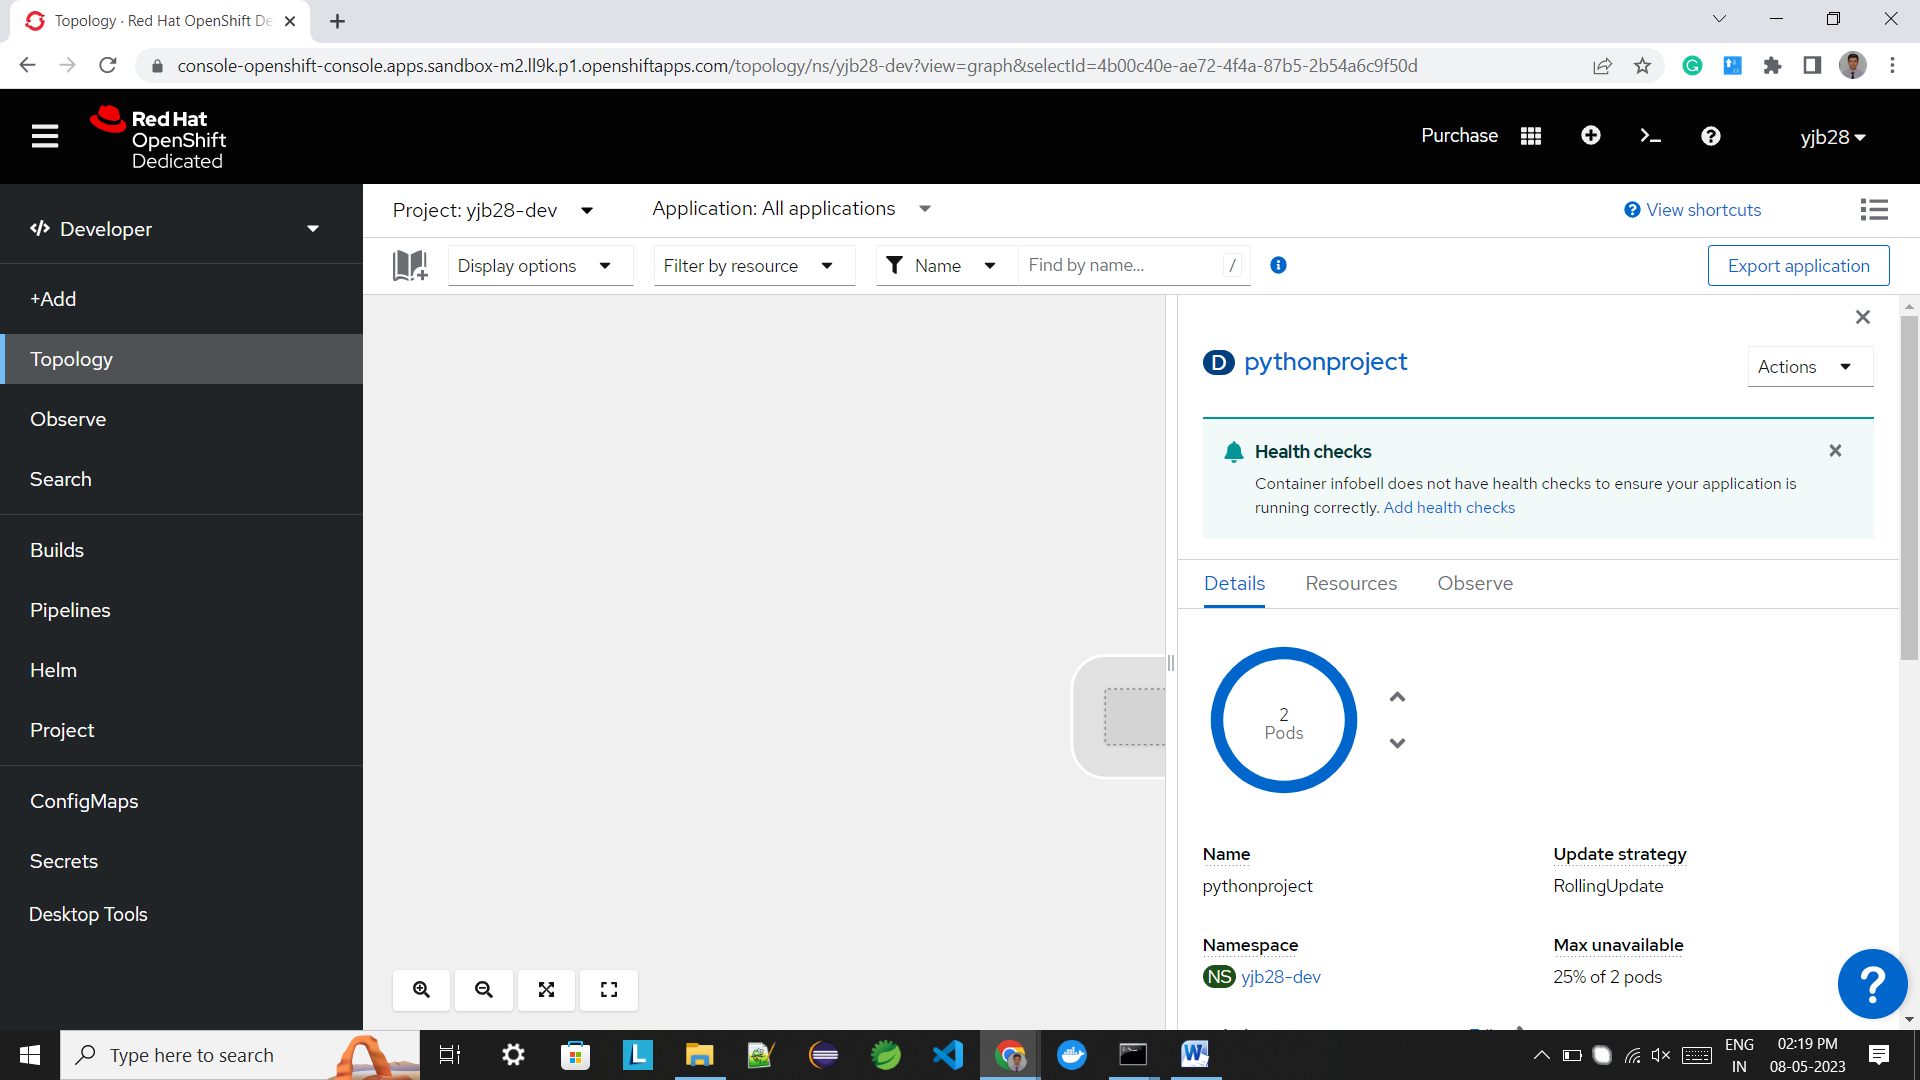 Topology · Red Hat OpenShift De
console-openshift-console.apps.sandbox-m2.ll9k.p1.openshiftapps.com/topology/ns/yjb28-dev?view=graph&selectId=4b00c40e-ae72-4f4a-87b5-2b54a6c9f50d
Red Hat
OpenShift
Dedicated
Purchase
yjb28
Developer
+Add
Topology
Observe
Search
Builds
Pipelines
Helm
Project
ConfigMaps
Secrets
Desktop Tools
Project: yjb28-dev
Application: All applications
View shortcuts
Display options
Filter by resource
Name
Find by name...
/
Export application
D pythonproject
Actions
Health checks
Container infobell does not have health checks to ensure your application is
running correctly. Add health checks
Details
Resources
Observe
2
Pods
Name
pythonproject
Update strategy
RollingUpdate
Namespace
NS yjb28-dev
Max unavailable
25% of 2 pods
Type here to search
ENG
IN
02:19 PM
08-05-2023